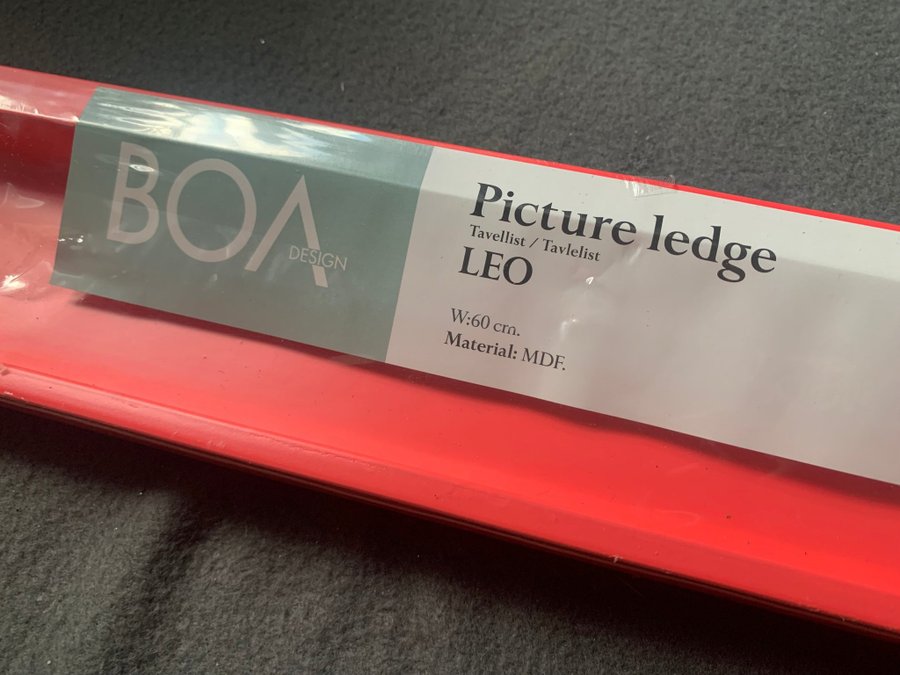 BOA
DESIGN
Picture ledge
Tavellist / Tavlelist
LEO
W:60 cm.
Material: MDF.